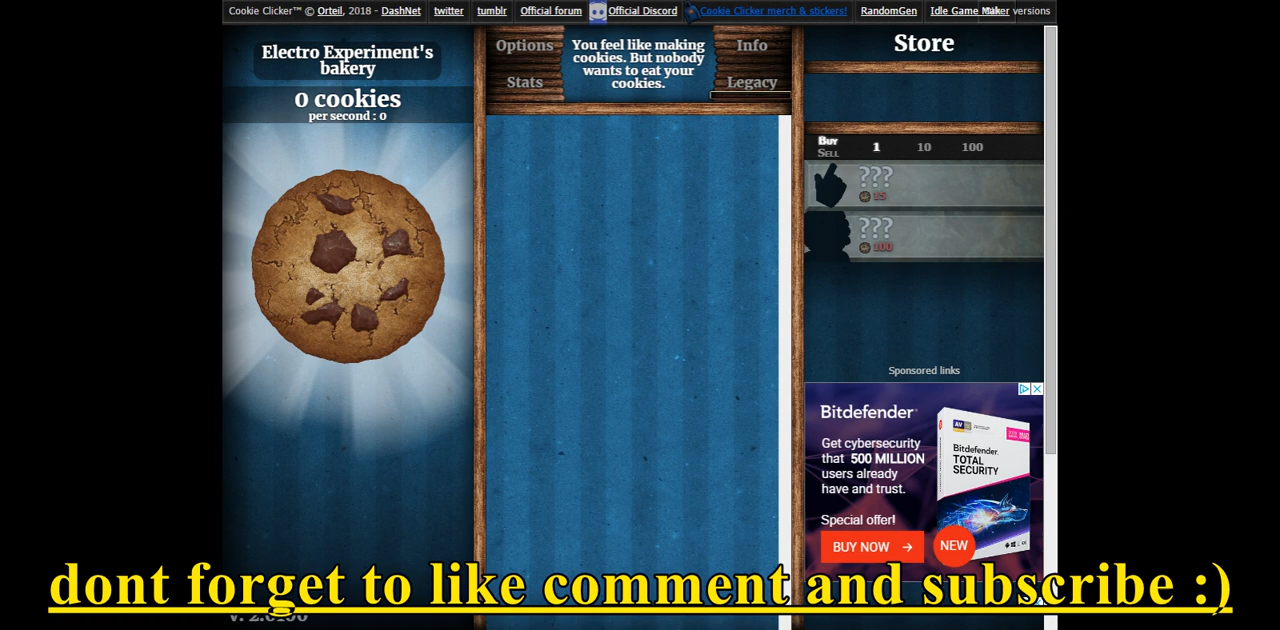 Cookie Clicker™ © Orteil, 2018 - DashNet
twitter
tumblr
Official forum
Official Discord
Cookie Clicker merch & stickers!
RandomGen
Idle Game
versions
Electro Experiment's
bakery
0 cookies
per second : 0
Options
Stats
You feel like making
cookies. But nobody
wants to eat your
cookies.
Info
Legacy
Store
Buy
Sell
1
10
100
???
15
???
100
Sponsored links
Bitdefender
Get cybersecurity
that 500 MILLION
users already
have and trust.
Special offer!
BUY NOW →
NEW
Bitdefender
TOTAL
SECURITY
dont forget to like comment and subscribe :)